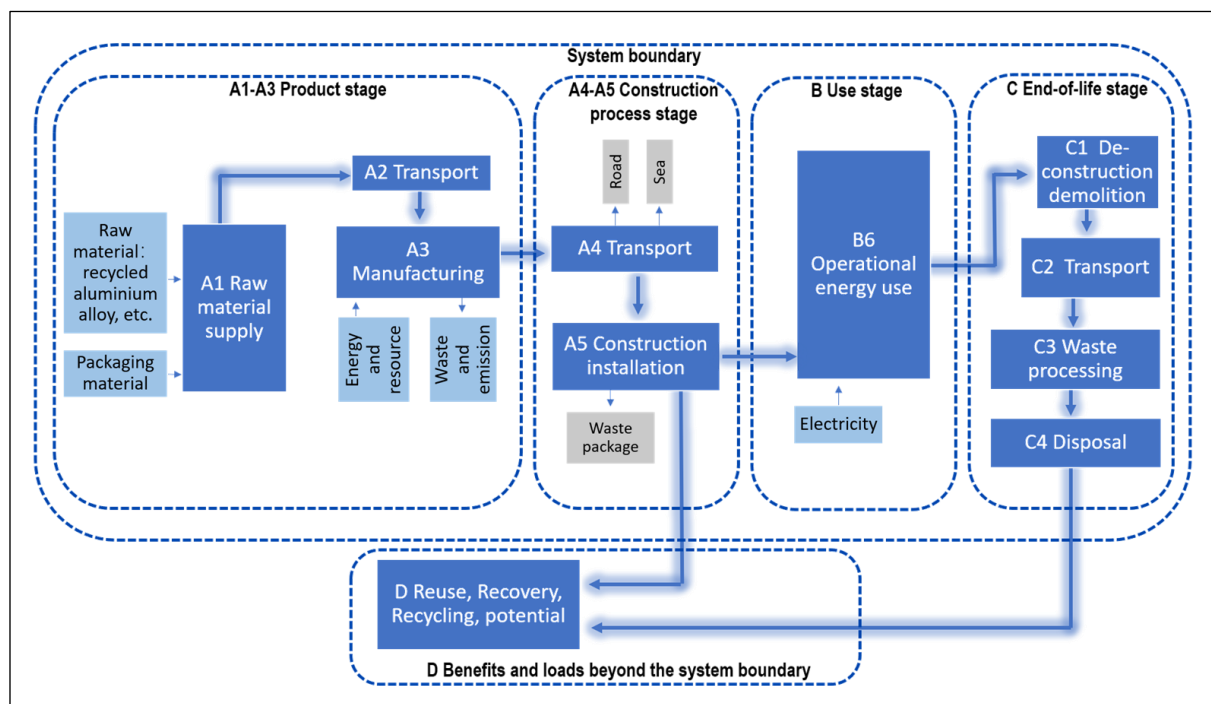 System boundary
A1-A3 Product stage
A2 Transport
Raw
material：
recycled
aluminium
alloy, etc.
A1 Raw
material
supply
Packaging
material
A3
Manufacturing
Energy
and
resource
Waste
and
emission
A4-A5 Construction
process stage
Road
Sea
A4 Transport
A5 Construction
installation
Waste
package
B Use stage
B6
Operational
energy use
Electricity
C End-of-life stage
C1 De-
construction
demolition
C2 Transport
C3 Waste
processing
C4 Disposal
D Reuse, Recovery,
Recycling, potential
D Benefits and loads beyond the system boundary